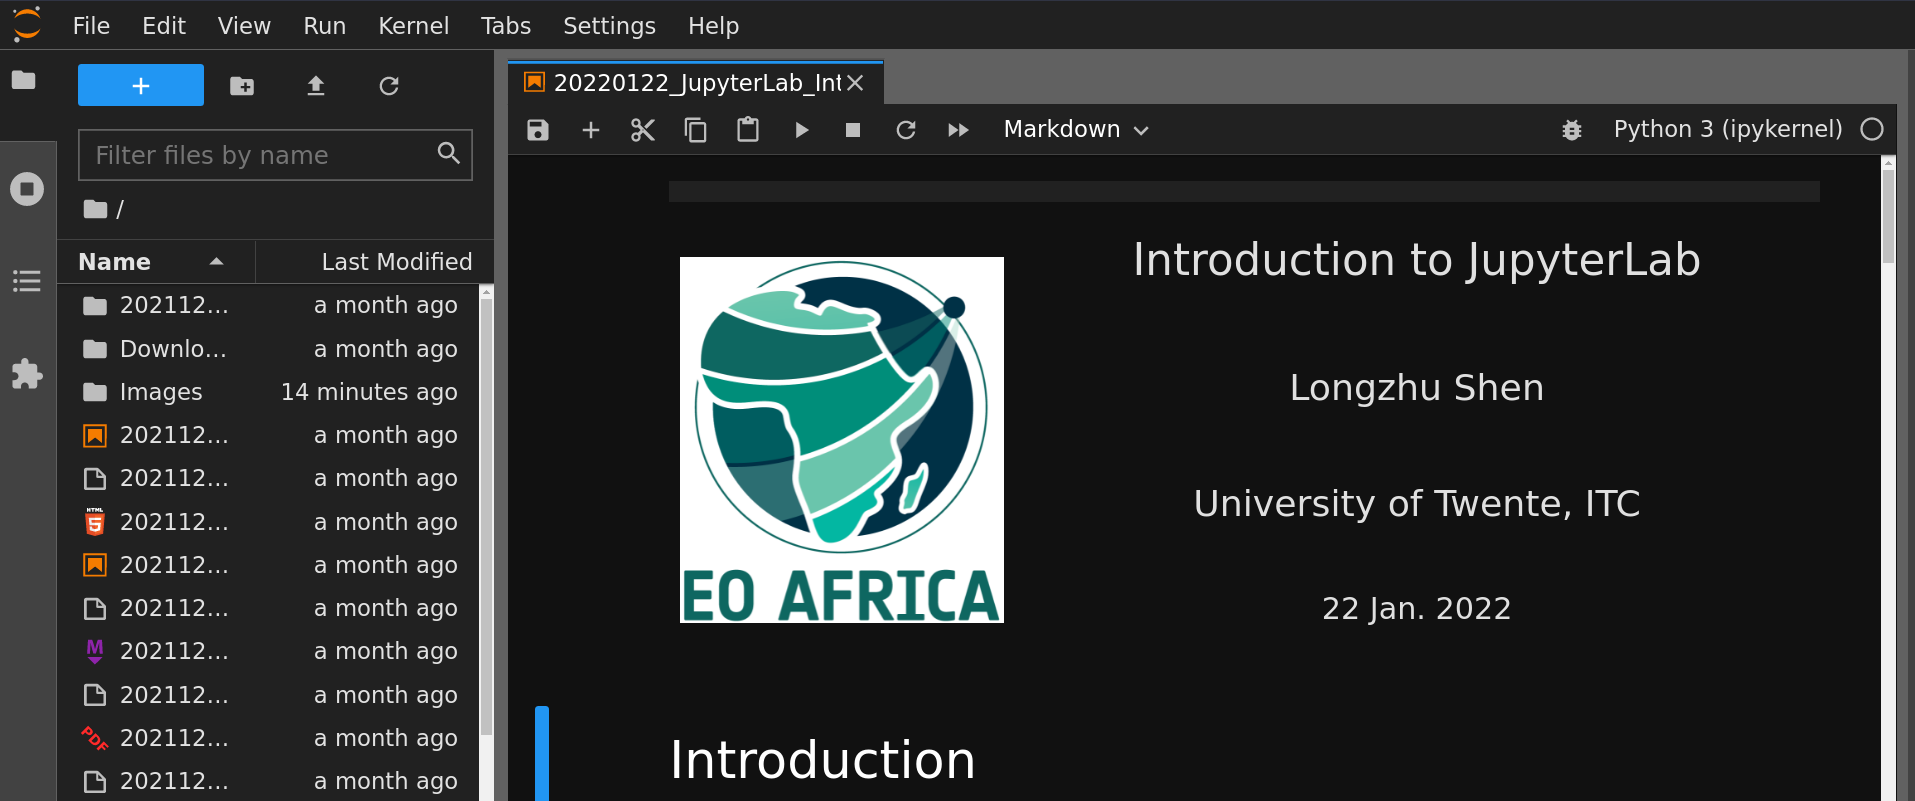 File Edit View Run Kernel Tabs Settings Help
20220122_JupyterLab_Int
Markdown
Python 3 (ipykernel)
Filter files by name
/
Name Last Modified
202112... a month ago
Downlo... a month ago
Images 14 minutes ago
202112... a month ago
202112... a month ago
HTML 5 202112... a month ago
202112... a month ago
202112... a month ago
M 202112... a month ago
202112... a month ago
PDF 202112... a month ago
202112... a month ago
Introduction to JupyterLab
Longzhu Shen
University of Twente, ITC
22 Jan. 2022
EO AFRICA
Introduction